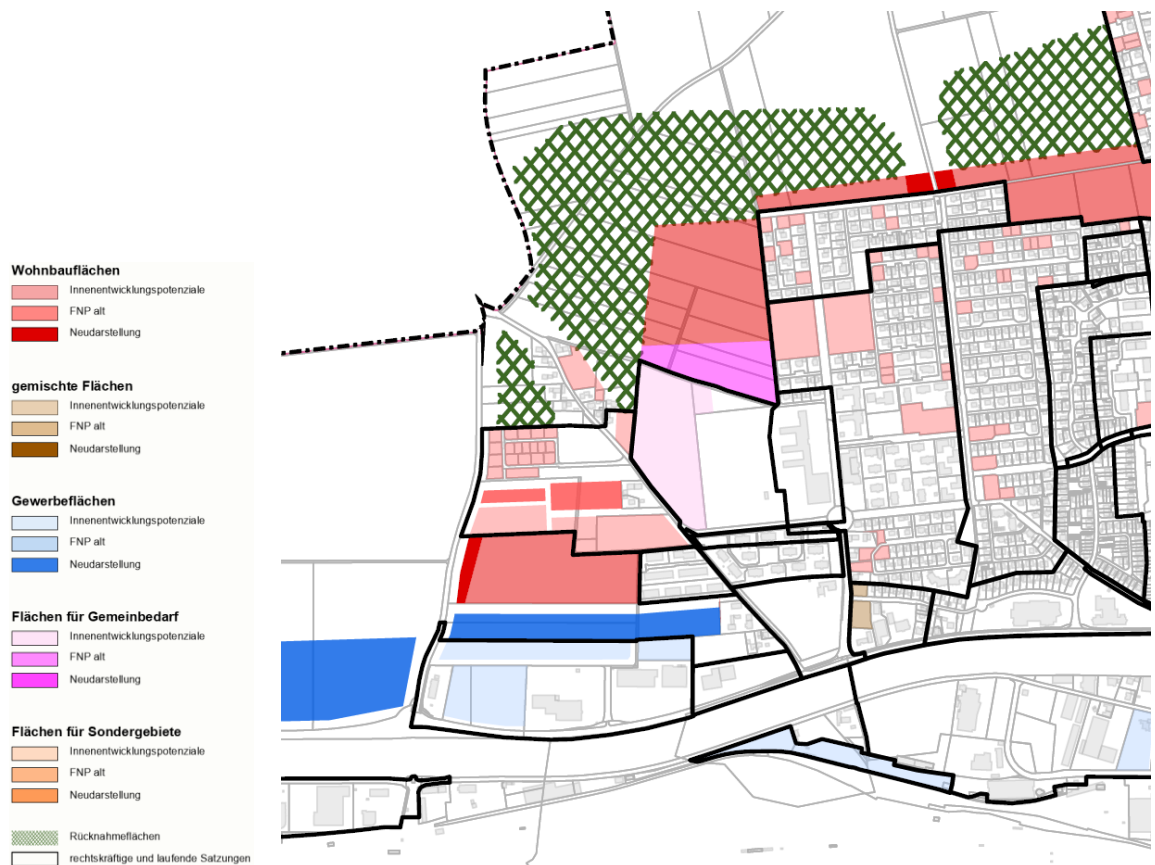 Wohnbauflächen
Innenentwicklungspotenziale
FNP alt
Neudarstellung
gemischte Flächen
Innenentwicklungspotenziale
FNP alt
Neudarstellung
Gewerbeflächen
Innenentwicklungspotenziale
FNP alt
Neudarstellung
Flächen für Gemeinbedarf
Innenentwicklungspotenziale
FNP alt
Neudarstellung
Flächen für Sondergebiete
Innenentwicklungspotenziale
FNP alt
Neudarstellung
Rücknahmeflächen
rechtskräftige und laufende Satzungen